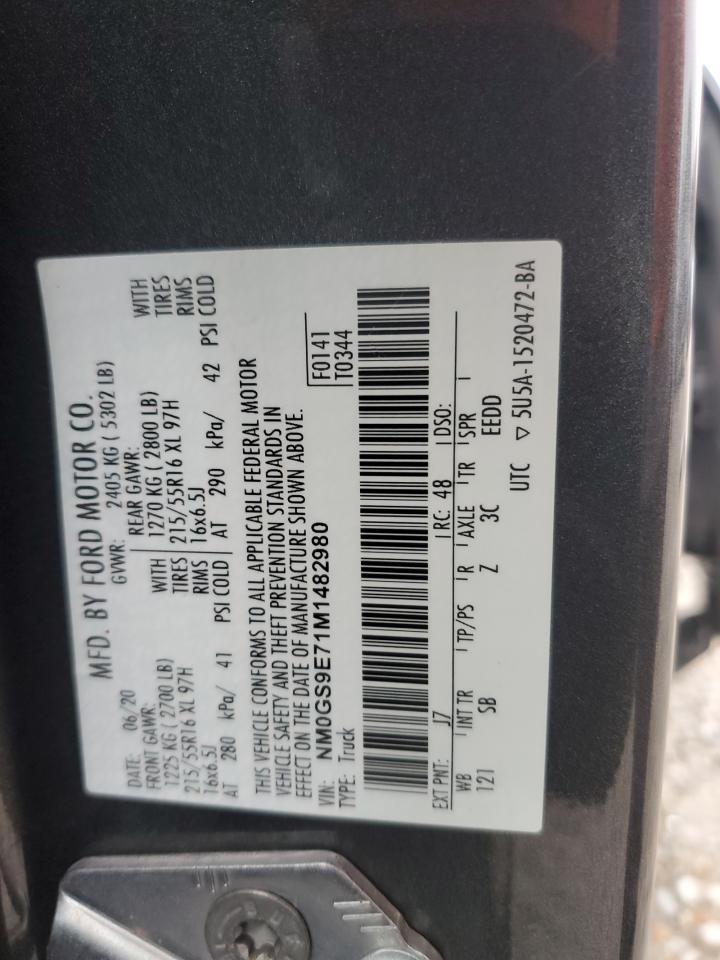 MFD. BY FORD MOTOR CO.
DATE: 06/20 GVWR: 2405 KG ( 5302 LB)
FRONT GAWR: REAR GAWR:
1225 KG ( 2700 LB) WITH 1270 KG ( 2800 LB) WITH
215/55R16 XL 97H TIRES 215/55R16 XL 97H TIRES
16x6.5J RIMS 16x6.5J RIMS
AT 280 kPa/ 41 PSI COLD AT 290 kPa/ 42 PSI COLD
THIS VEHICLE CONFORMS TO ALL APPLICABLE FEDERAL MOTOR
VEHICLE SAFETY AND THEFT PREVENTION STANDARDS IN
EFFECT ON THE DATE OF MANUFACTURE SHOWN ABOVE.
VIN: NM0GS9E71M1482980 F0141
TYPE: Truck T0344
EXT PNT: J7 RC: 48 DSO:
WB INT TR TP/PS R AXLE TR SPR
121 SB Z 3C EEDD
UTC ▽ 5U5A-1520472-BA